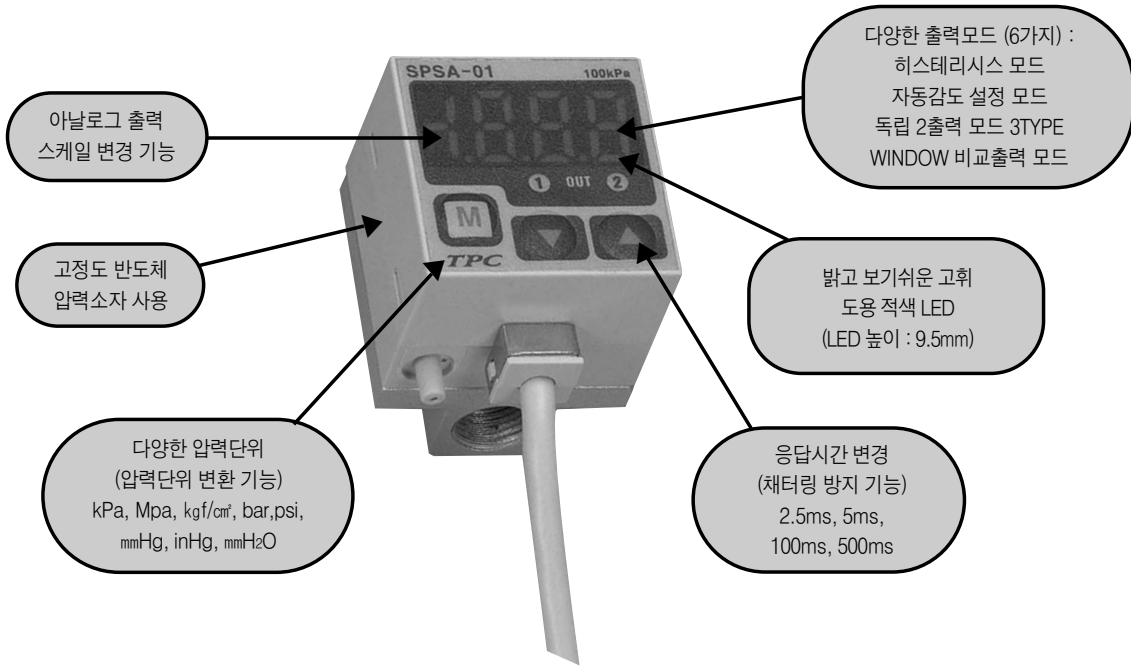 다양한 출력모드 (6가지) :
히스테리시스 모드
자동감도 설정 모드
독립 2출력 모드 3TYPE
WINDOW 비교출력 모드
SPSA-01 100kPa
아날로그 출력
스케일 변경 기능
1 OUT 2
M
TPC
고정도 반도체
압력소자 사용
밝고 보기쉬운 고휘
도용 적색 LED
(LED 높이 : 9.5mm)
다양한 압력단위
(압력단위 변환 기능)
kPa, Mpa, kgf/㎠, bar,psi,
mmHg, inHg, mmH2O
응답시간 변경
(채터링 방지 기능)
2.5ms, 5ms,
100ms, 500ms